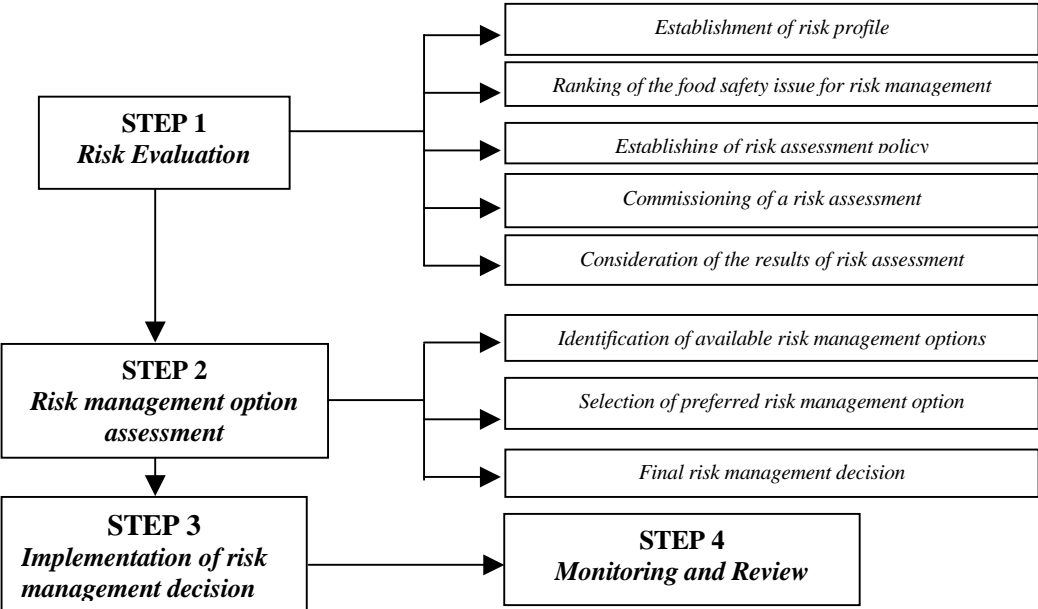 STEP 1
Risk Evaluation
Establishment of risk profile
Ranking of the food safety issue for risk management
Establishing of risk assessment policy
Commissioning of a risk assessment
Consideration of the results of risk assessment
STEP 2
Risk management option
assessment
Identification of available risk management options
Selection of preferred risk management option
Final risk management decision
STEP 3
Implementation of risk
management decision
STEP 4
Monitoring and Review